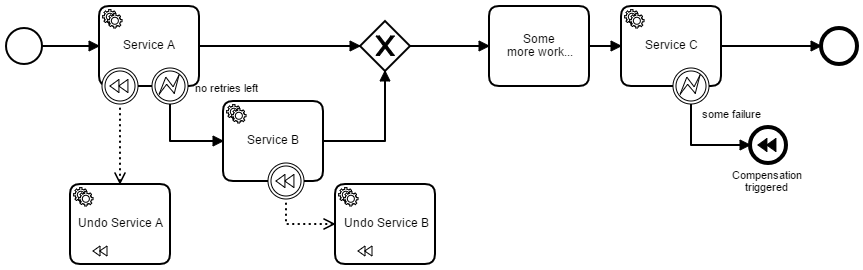 Service A
no retries left
Service B
Undo Service A
Undo Service B
Some
more work...
Service C
some failure
Compensation
triggered